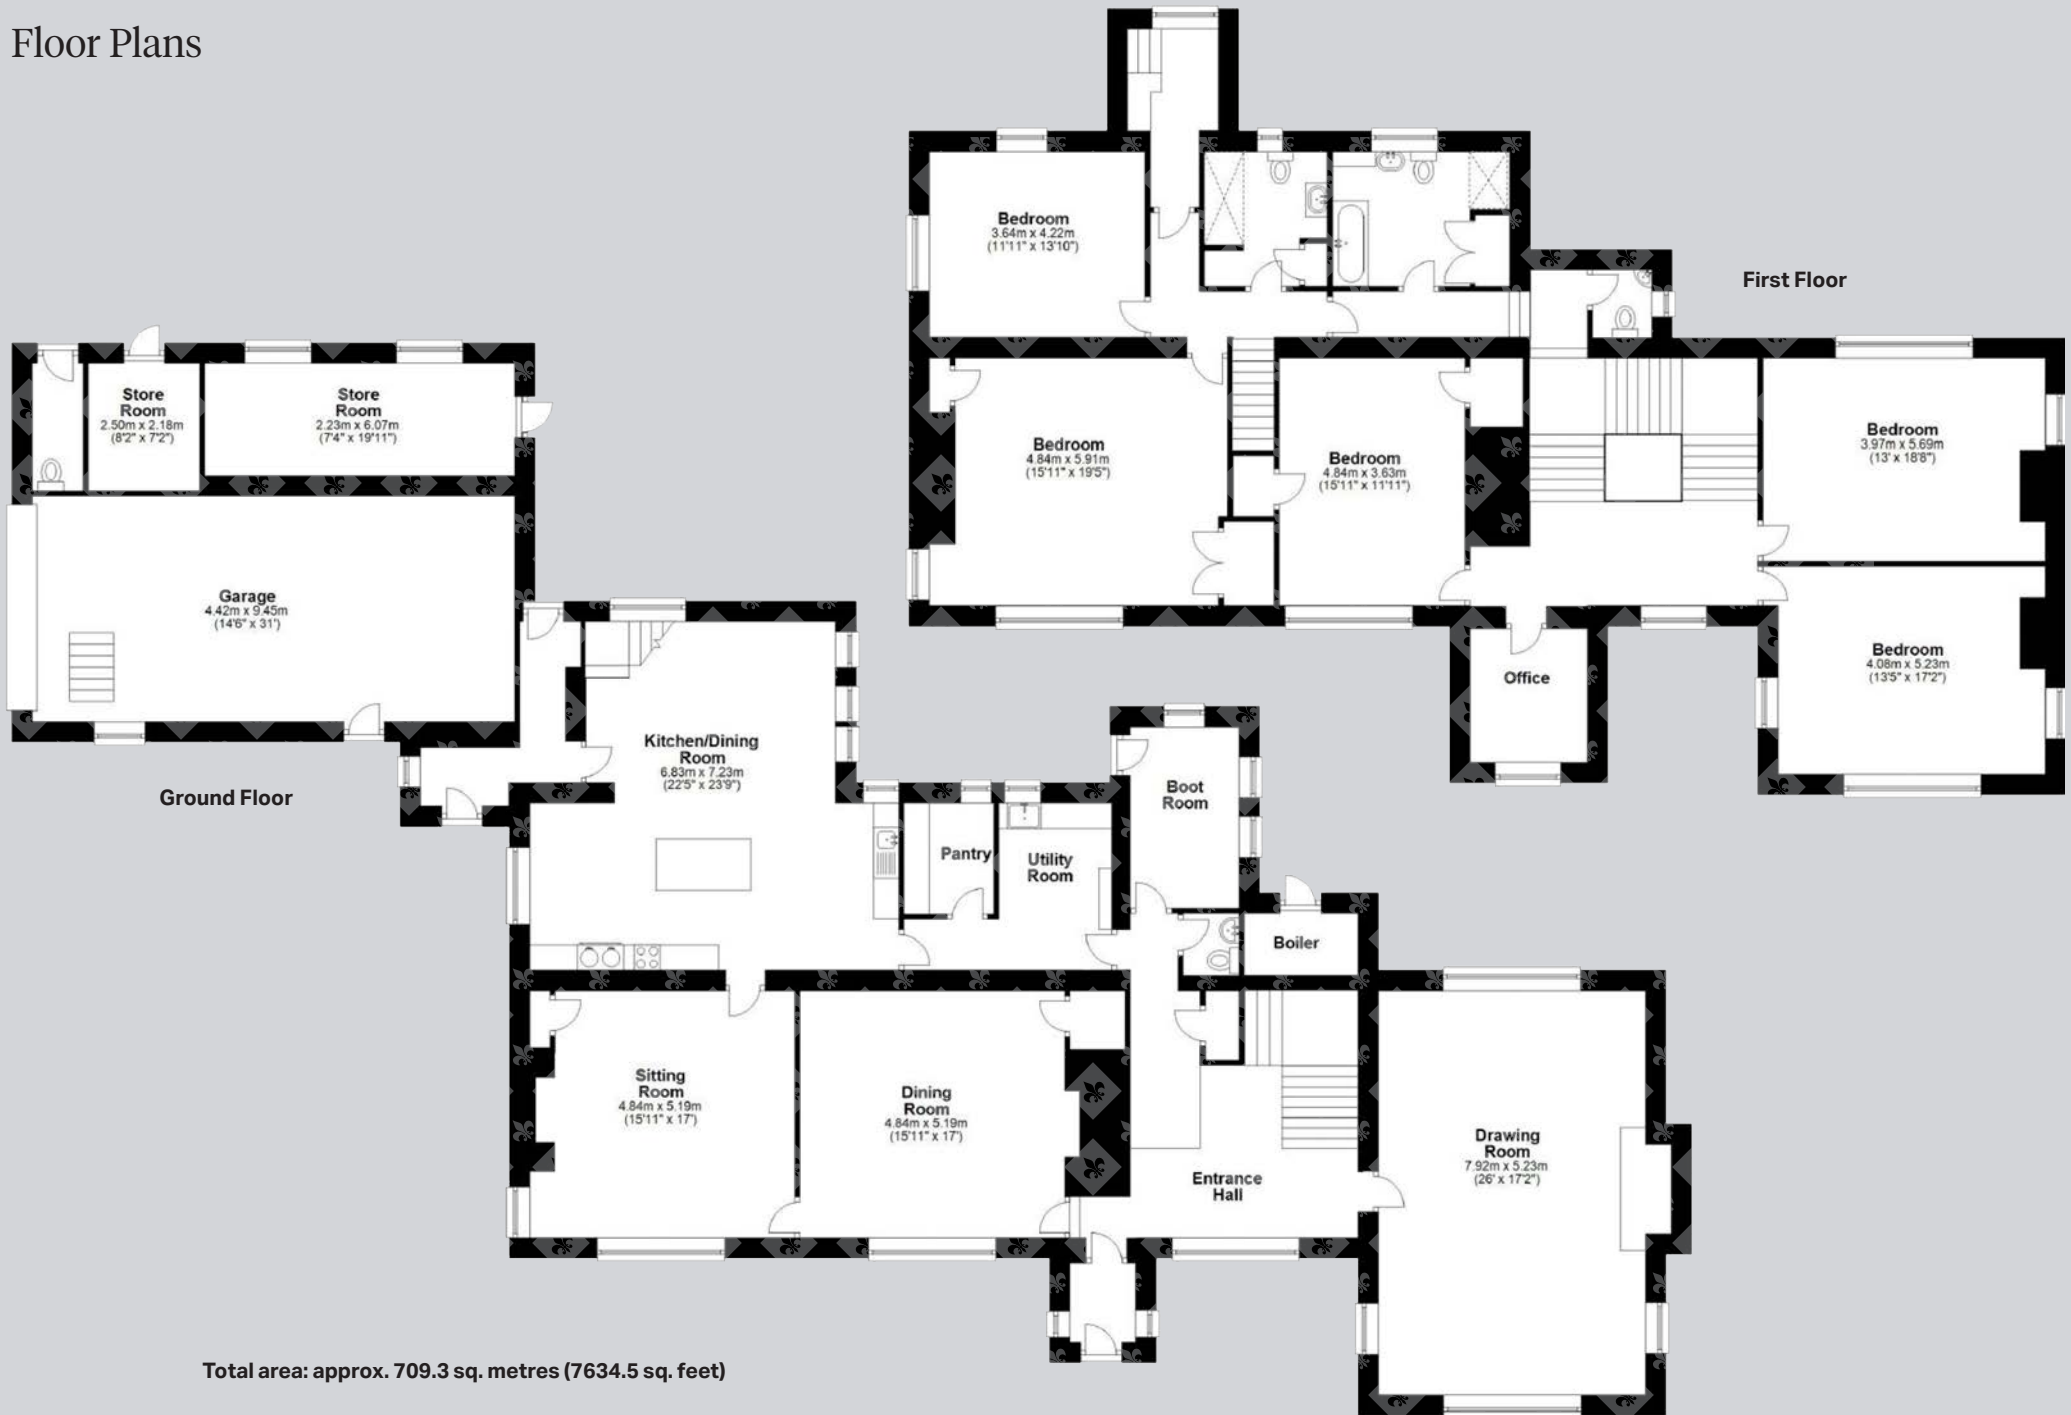 Floor Plans
First Floor
Bedroom
3.64m x 4.22m
(11'11" x 13'10")
Bedroom
4.84m x 5.91m
(15'11" x 19'5")
Bedroom
4.84m x 3.63m
(15'11" x 11'11")
Bedroom
3.97m x 5.69m
(13' x 18'8")
Bedroom
4.08m x 5.23m
(13'5" x 17'2")
Office
Store
Room
2.50m x 2.18m
(8'2" x 7'2")
Store
Room
2.23m x 6.07m
(7'4" x 19'11")
Garage
4.42m x 9.45m
(14'6" x 31')
Ground Floor
Kitchen/Dining
Room
6.83m x 7.23m
(22'5" x 23'9")
Pantry
Utility
Room
Boot
Room
Boiler
Sitting
Room
4.84m x 5.19m
(15'11" x 17')
Dining
Room
4.84m x 5.19m
(15'11" x 17')
Entrance
Hall
Drawing
Room
7.92m x 5.23m
(26' x 17'2")
Total area: approx. 709.3 sq. metres (7634.5 sq. feet)